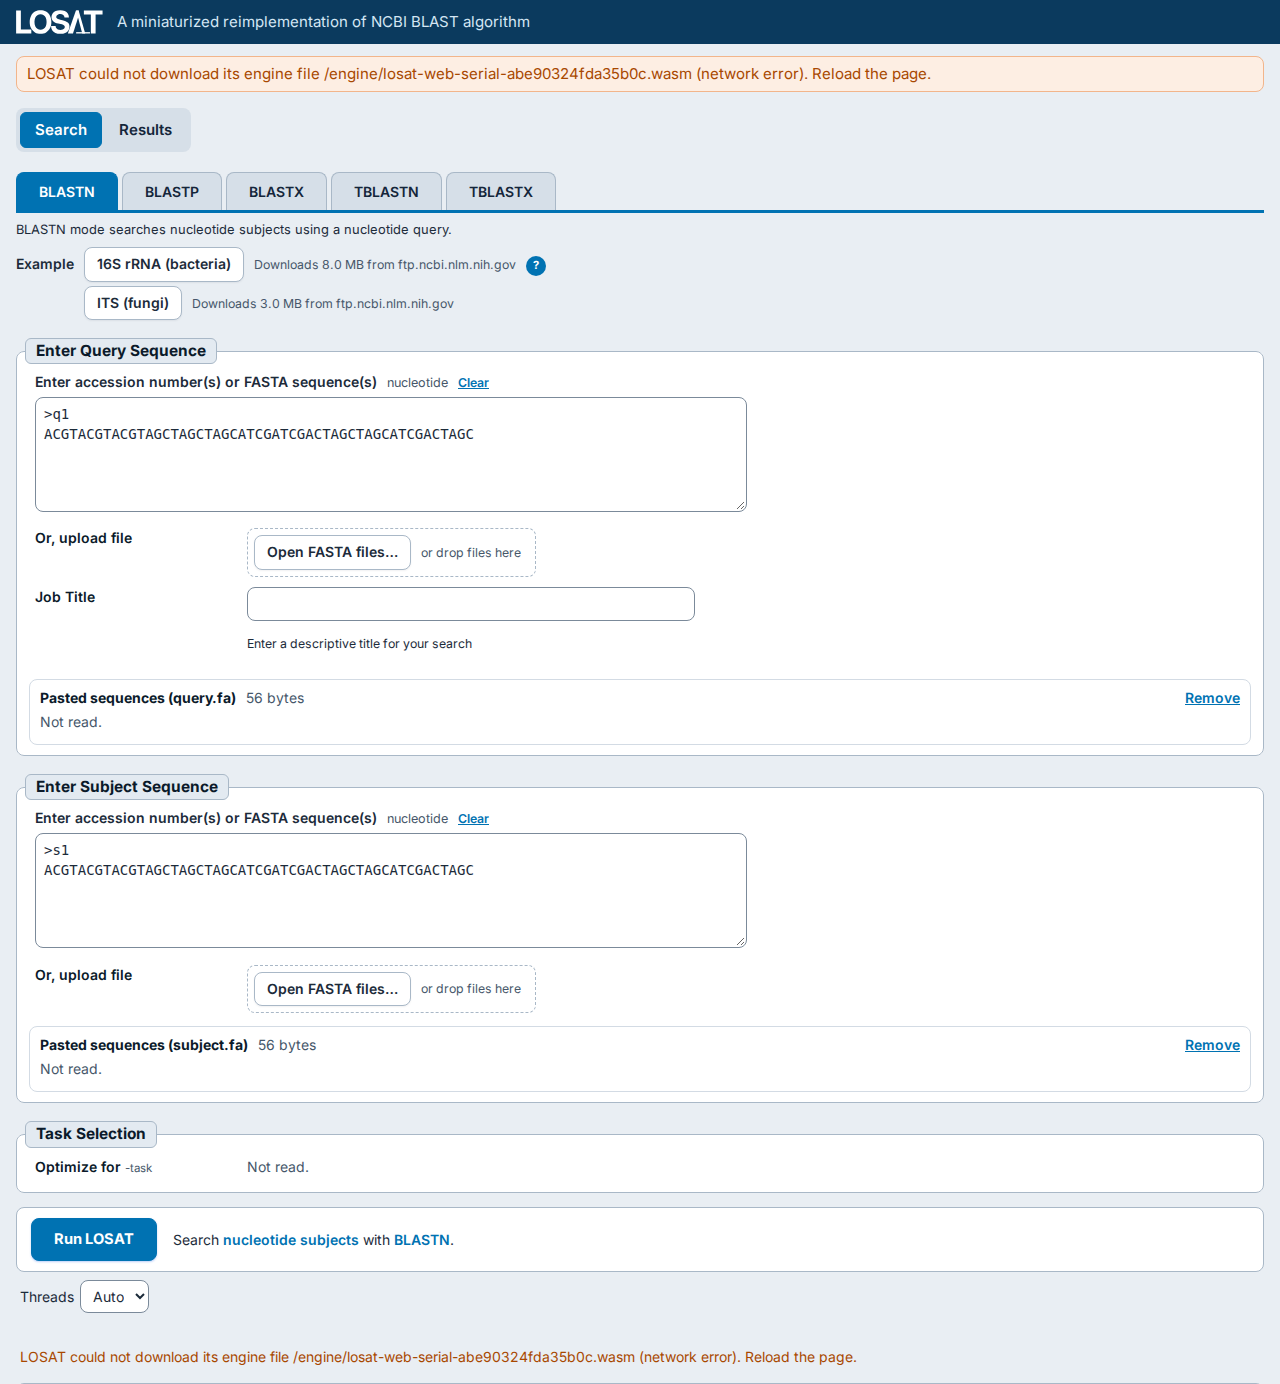 LOSAT A miniaturized reimplementation of NCBI BLAST algorithm
LOSAT could not download its engine file /engine/losat-web-serial-abe90324fda35b0c.wasm (network error). Reload the page.
Search Results
BLASTN BLASTP BLASTX TBLASTN TBLASTX
BLASTN mode searches nucleotide subjects using a nucleotide query.
Example 16S rRNA (bacteria) Downloads 8.0 MB from ftp.ncbi.nlm.nih.gov ?
ITS (fungi) Downloads 3.0 MB from ftp.ncbi.nlm.nih.gov
Enter Query Sequence
Enter accession number(s) or FASTA sequence(s) nucleotide Clear
>q1
ACGTACGTACGTAGCTAGCTAGCATCGATCGACTAGCTAGCATCGACTAGC
Or, upload file Open FASTA files... or drop files here
Job Title
Enter a descriptive title for your search
Pasted sequences (query.fa) 56 bytes Remove
Not read.
Enter Subject Sequence
Enter accession number(s) or FASTA sequence(s) nucleotide Clear
>s1
ACGTACGTACGTAGCTAGCTAGCATCGATCGACTAGCTAGCATCGACTAGC
Or, upload file Open FASTA files... or drop files here
Pasted sequences (subject.fa) 56 bytes Remove
Not read.
Task Selection
Optimize for -task Not read.
Run LOSAT Search nucleotide subjects with BLASTN.
Threads Auto
LOSAT could not download its engine file /engine/losat-web-serial-abe90324fda35b0c.wasm (network error). Reload the page.